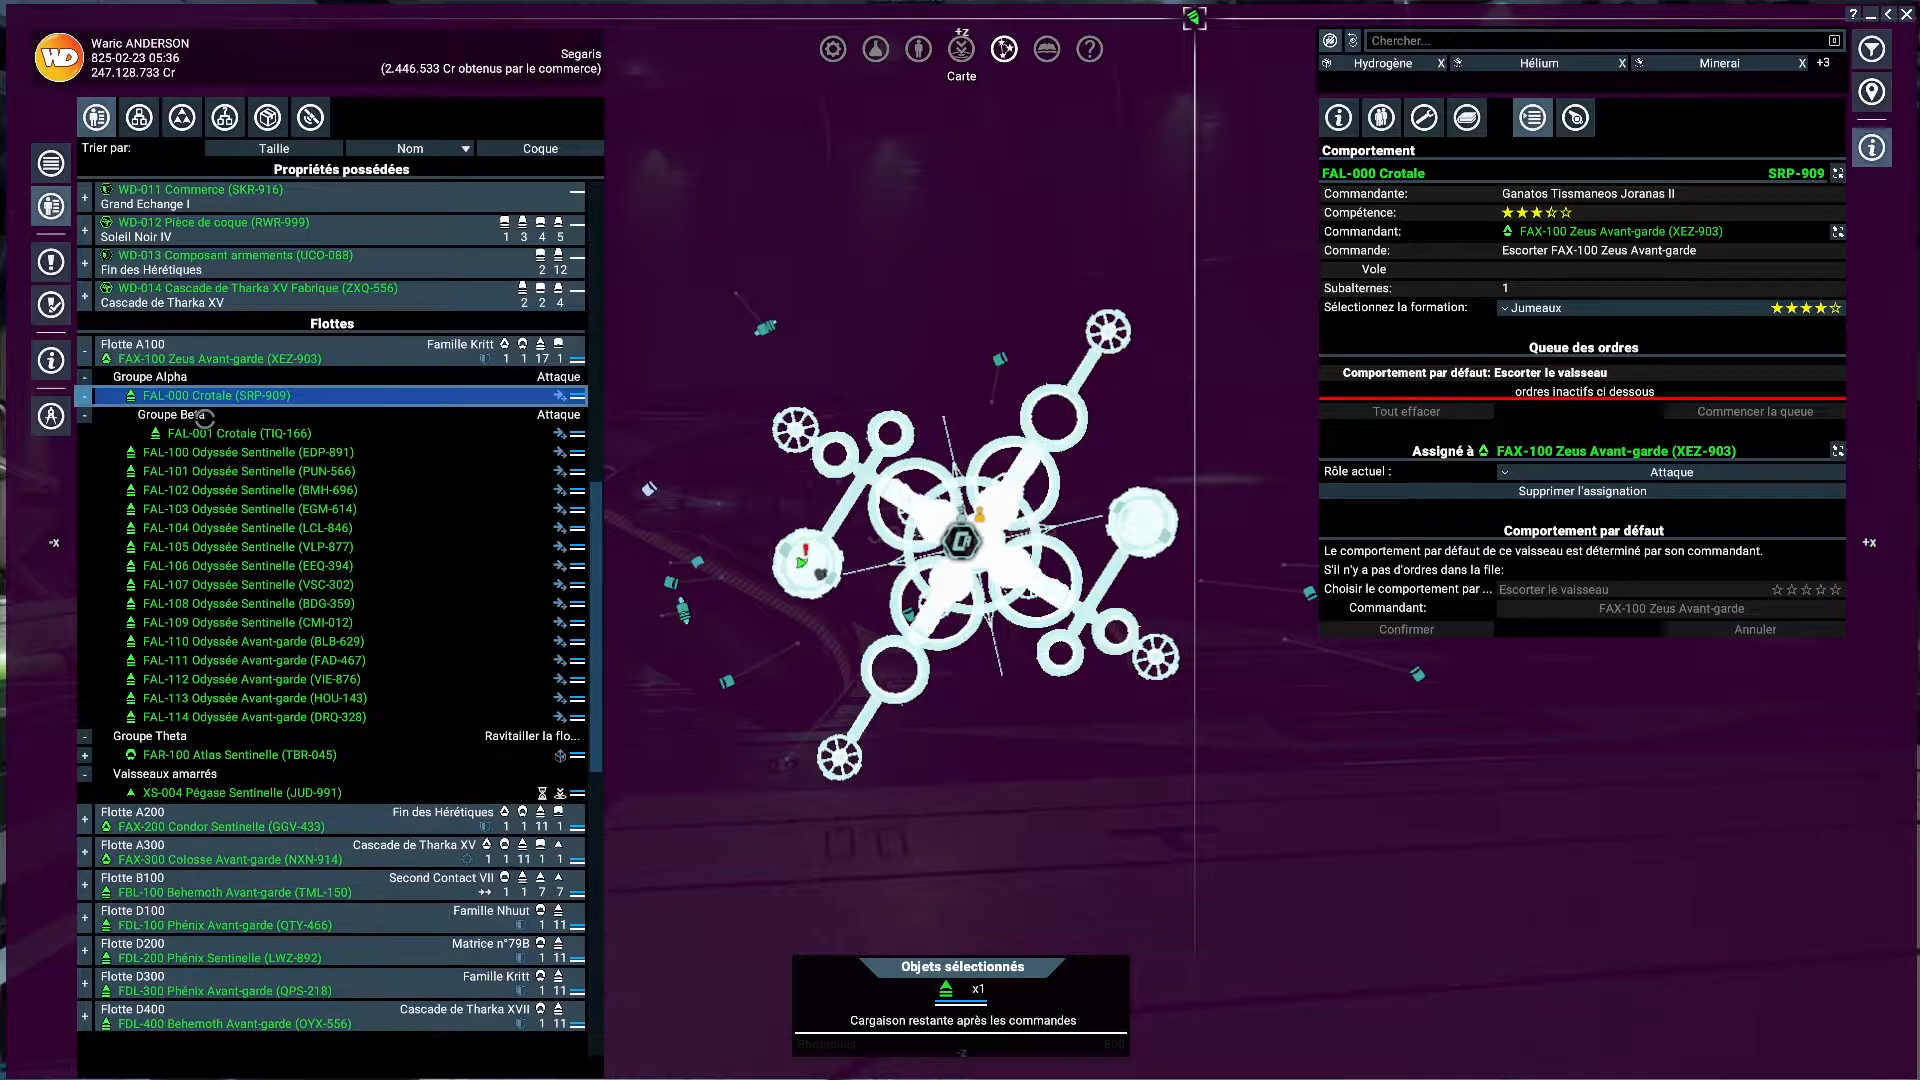 WD
Waric ANDERSON
825-02-23 05:36
247.128.733 Cr
Segaris
(2.446.533 Cr obtenus par le commerce)
Trier par:
Taille
Nom
Coque
Propriétés possédées
WD-011 Commerce (SKR-916)
Grand Echange I
WD-012 Pièce de coque (RWR-999)
Soleil Noir IV
1 3 4 5
WD-013 Composant armements (UCO-088)
Fin des Hérétiques
2 12
WD-014 Cascade de Tharka XV Fabrique (ZXQ-556)
Cascade de Tharka XV
2 2 4
Flottes
Flotte A100
Famille Kritt
FAX-100 Zeus Avant-garde (XEZ-903)
1 1 17 1
Groupe Alpha
Attaque
FAL-000 Crotale (SRP-909)
Groupe Beta
Attaque
FAL-001 Crotale (TIQ-166)
FAL-100 Odyssée Sentinelle (EDP-891)
FAL-101 Odyssée Sentinelle (PUN-566)
FAL-102 Odyssée Sentinelle (BMH-696)
FAL-103 Odyssée Sentinelle (EGM-614)
FAL-104 Odyssée Sentinelle (LCL-846)
FAL-105 Odyssée Sentinelle (VLP-877)
FAL-106 Odyssée Sentinelle (EEQ-394)
FAL-107 Odyssée Sentinelle (VSC-302)
FAL-108 Odyssée Sentinelle (BDG-359)
FAL-109 Odyssée Sentinelle (CMI-012)
FAL-110 Odyssée Avant-garde (BLB-629)
FAL-111 Odyssée Avant-garde (FAD-467)
FAL-112 Odyssée Avant-garde (VIE-876)
FAL-113 Odyssée Avant-garde (HOU-143)
FAL-114 Odyssée Avant-garde (DRQ-328)
Groupe Theta
Ravitailler la flo...
FAR-100 Atlas Sentinelle (TBR-045)
Vaisseaux amarrés
XS-004 Pégase Sentinelle (JUD-991)
Flotte A200
Fin des Hérétiques
FAX-200 Condor Sentinelle (GGV-433)
1 1 11 1
Flotte A300
Cascade de Tharka XV
FAX-300 Colosse Avant-garde (NXN-914)
1 1 11 1 1
Flotte B100
Second Contact VII
FBL-100 Behemoth Avant-garde (TML-150)
1 1 7 7
Flotte D100
Famille Nhuut
FDL-100 Phénix Avant-garde (QTY-466)
1 11
Flotte D200
Matrice n°79B
FDL-200 Phénix Sentinelle (LWZ-892)
1 11
Flotte D300
Famille Kritt
FDL-300 Phénix Avant-garde (QPS-218)
1 11
Flotte D400
Cascade de Tharka XVII
FDL-400 Behemoth Avant-garde (OYX-556)
1 11
+z
Carte
-x
+x
-z
Objets sélectionnés
x1
Cargaison restante après les commandes
Photopiles
800
Chercher...
Hydrogène X
Hélium X
Minerai X
+3
Comportement
FAL-000 Crotale
SRP-909
Commandante:
Ganatos Tissmaneos Joranas II
Compétence:
Commandant:
FAX-100 Zeus Avant-garde (XEZ-903)
Commande:
Escorter FAX-100 Zeus Avant-garde
Vole
Subalternes:
1
Sélectionnez la formation:
Jumeaux
Queue des ordres
Comportement par défaut: Escorter le vaisseau
ordres inactifs ci dessous
Tout effacer
Commencer la queue
Assigné à FAX-100 Zeus Avant-garde (XEZ-903)
Rôle actuel :
Attaque
Supprimer l'assignation
Comportement par défaut
Le comportement par défaut de ce vaisseau est déterminé par son commandant.
S'il n'y a pas d'ordres dans la file:
Choisir le comportement par ...
Escorter le vaisseau
Commandant:
FAX-100 Zeus Avant-garde
Confirmer
Annuler